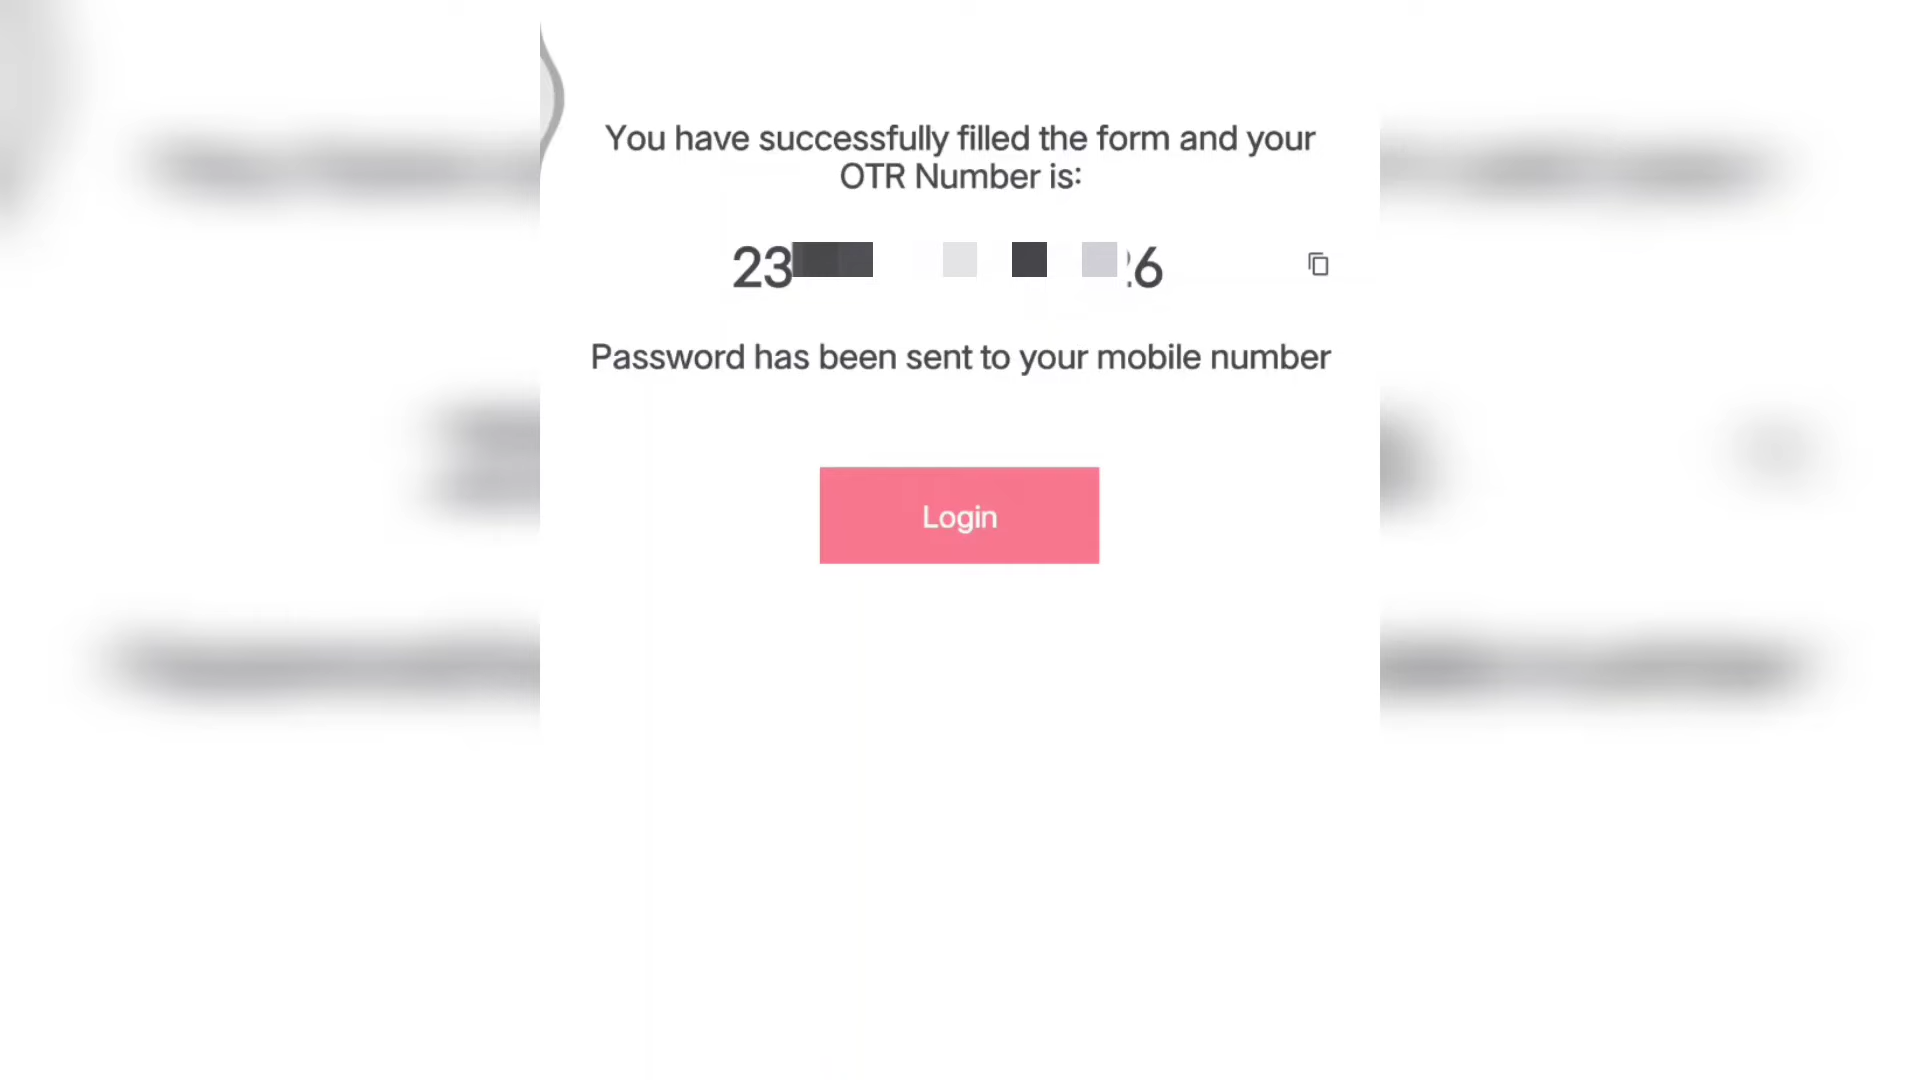 You have successfully filled the form and your
OTR Number is:
23 6
Password has been sent to your mobile number
Login